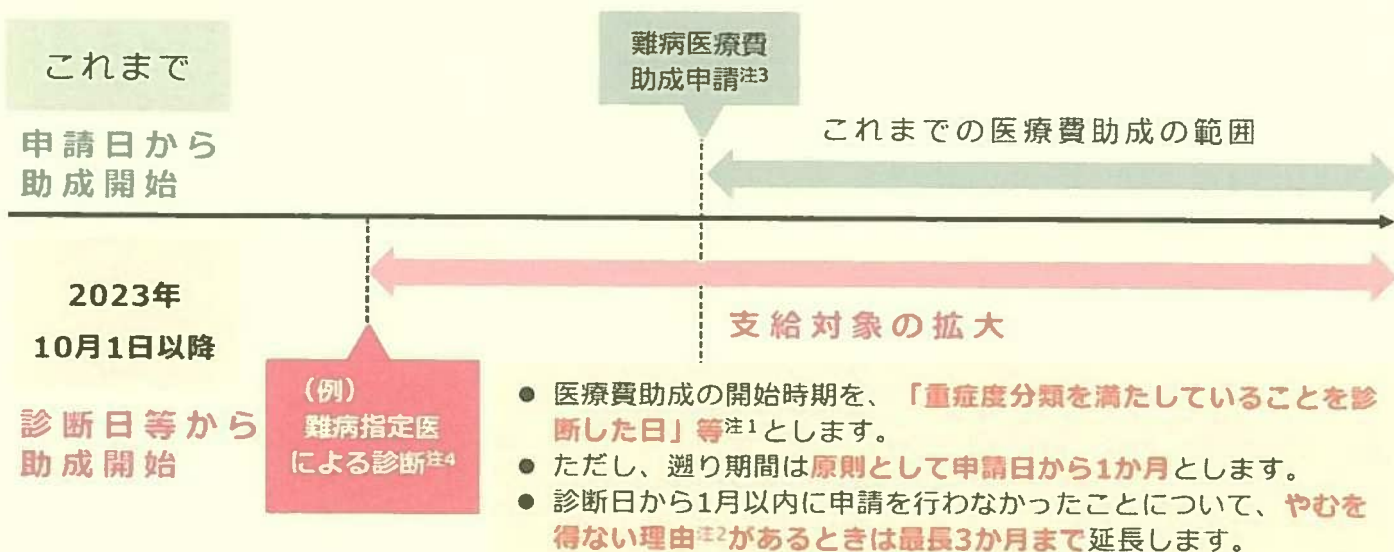 これまで
申請日から
助成開始
難病医療費
助成申請注3
これまでの医療費助成の範囲
2023年
10月1日以降
診断日等から
助成開始
（例）
難病指定医
による診断注4
支給対象の拡大
● 医療費助成の開始時期を、「重症度分類を満たしていることを診
断した日」等注1とします。
● ただし、遡り期間は原則として申請日から1か月とします。
● 診断日から1月以内に申請を行わなかったことについて、やむを
得ない理由注2があるときは最長3か月まで延長します。